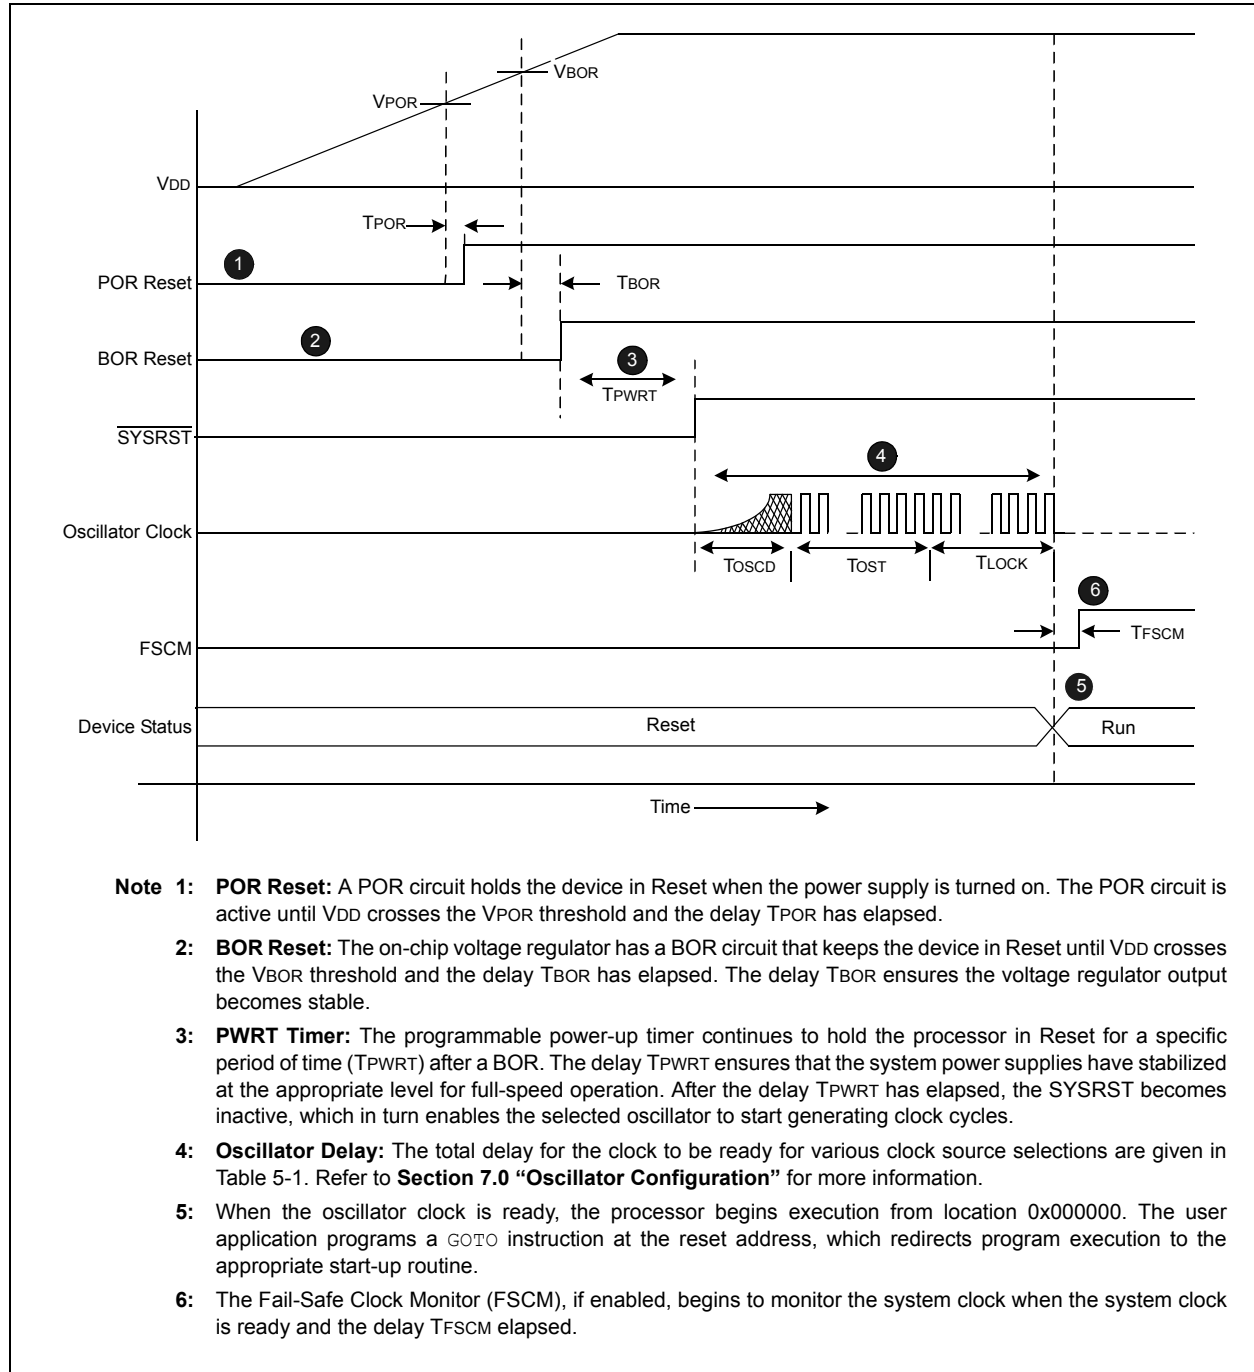 VBOR
VPOR
VDD
TPOR
1
POR Reset
TBOR
2
BOR Reset
3
TPWRT
SYSRST
4
Oscillator Clock
TOSCD
TOST
TLOCK
6
TFSCM
FSCM
5
Device Status
Reset
Run
Time
Note 1: POR Reset: A POR circuit holds the device in Reset when the power supply is turned on. The POR circuit is
active until VDD crosses the VPOR threshold and the delay TPOR has elapsed.
2: BOR Reset: The on-chip voltage regulator has a BOR circuit that keeps the device in Reset until VDD crosses
the VBOR threshold and the delay TBOR has elapsed. The delay TBOR ensures the voltage regulator output
becomes stable.
3: PWRT Timer: The programmable power-up timer continues to hold the processor in Reset for a specific
period of time (TPWRT) after a BOR. The delay TPWRT ensures that the system power supplies have stabilized
at the appropriate level for full-speed operation. After the delay TPWRT has elapsed, the SYSRST becomes
inactive, which in turn enables the selected oscillator to start generating clock cycles.
4: Oscillator Delay: The total delay for the clock to be ready for various clock source selections are given in
Table 5-1. Refer to Section 7.0 “Oscillator Configuration” for more information.
5: When the oscillator clock is ready, the processor begins execution from location 0x000000. The user
application programs a GOTO instruction at the reset address, which redirects program execution to the
appropriate start-up routine.
6: The Fail-Safe Clock Monitor (FSCM), if enabled, begins to monitor the system clock when the system clock
is ready and the delay TFSCM elapsed.